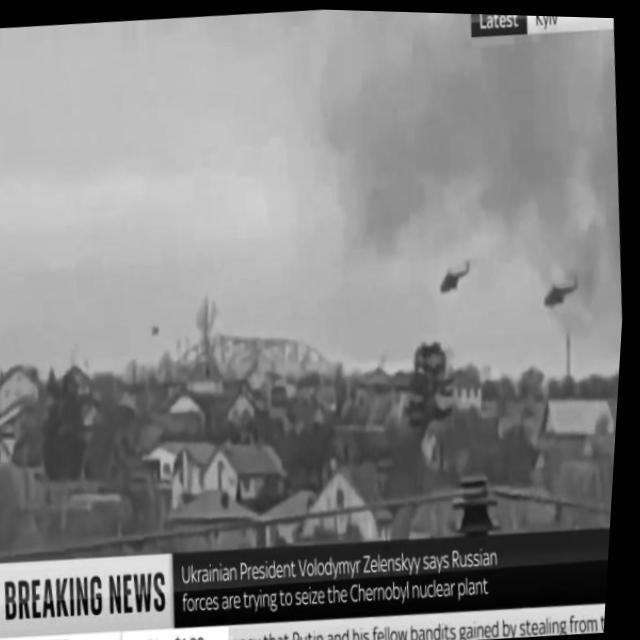 Latest Kyiv
BREAKING NEWS
Ukrainian President Volodymyr Zelenskyy says Russian
forces are trying to seize the Chernobyl nuclear plant
that Putin and his fellow bandits gained by stealing from